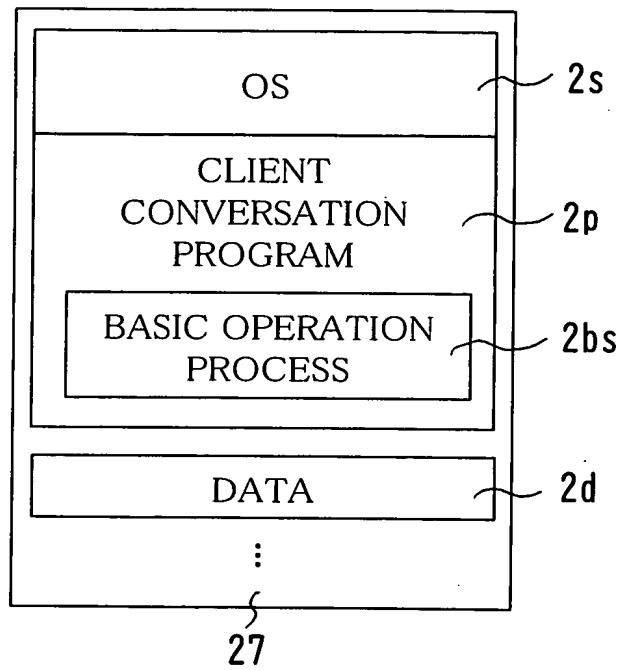 OS
2s
CLIENT
CONVERSATION
PROGRAM
2p
BASIC OPERATION
PROCESS
2bs
DATA
2d
⋮
27